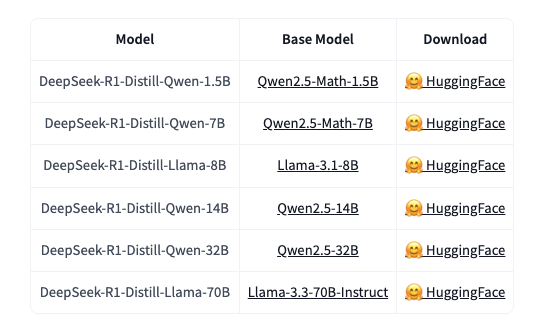 Model Base Model Download
DeepSeek-R1-Distill-Qwen-1.5B Qwen2.5-Math-1.5B 🤗 HuggingFace
DeepSeek-R1-Distill-Qwen-7B Qwen2.5-Math-7B 🤗 HuggingFace
DeepSeek-R1-Distill-Llama-8B Llama-3.1-8B 🤗 HuggingFace
DeepSeek-R1-Distill-Qwen-14B Qwen2.5-14B 🤗 HuggingFace
DeepSeek-R1-Distill-Qwen-32B Qwen2.5-32B 🤗 HuggingFace
DeepSeek-R1-Distill-Llama-70B Llama-3.3-70B-Instruct 🤗 HuggingFace